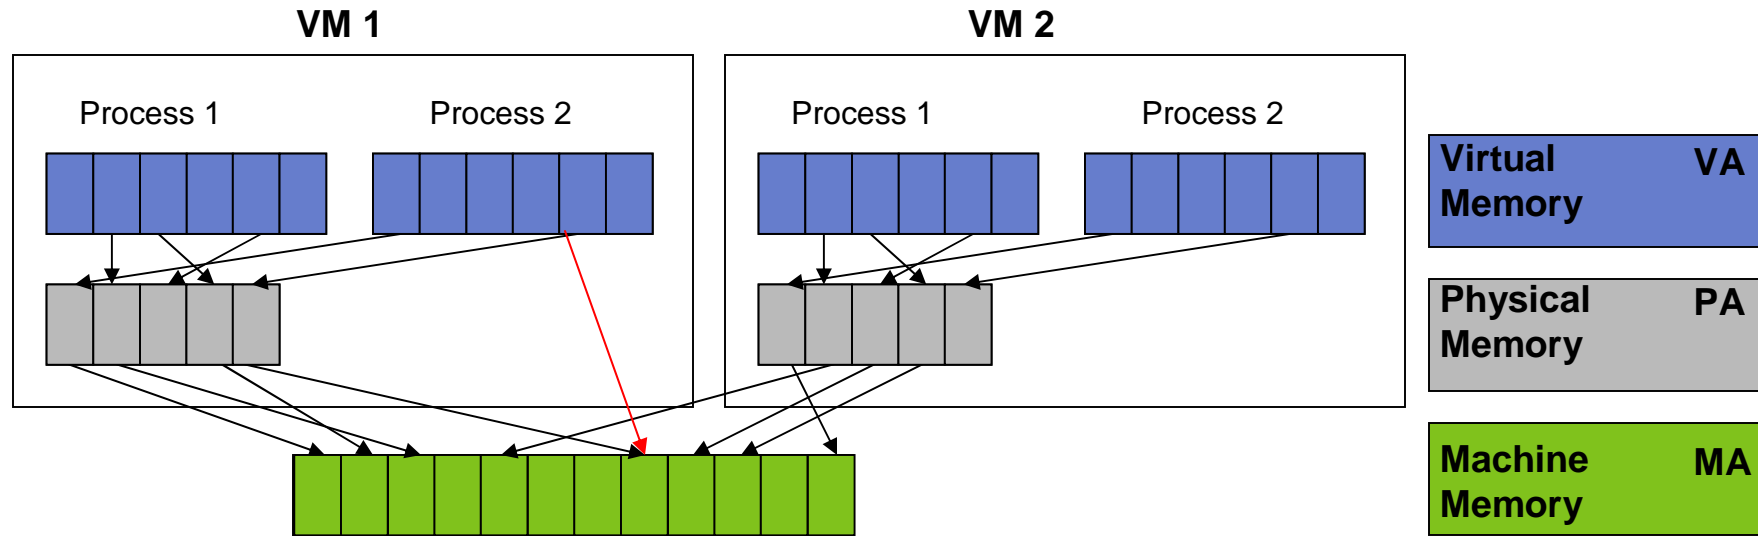 VM 1
VM 2
Process 1
Process 2
Process 1
Process 2
Virtual VA
Memory
Physical PA
Memory
Machine MA
Memory